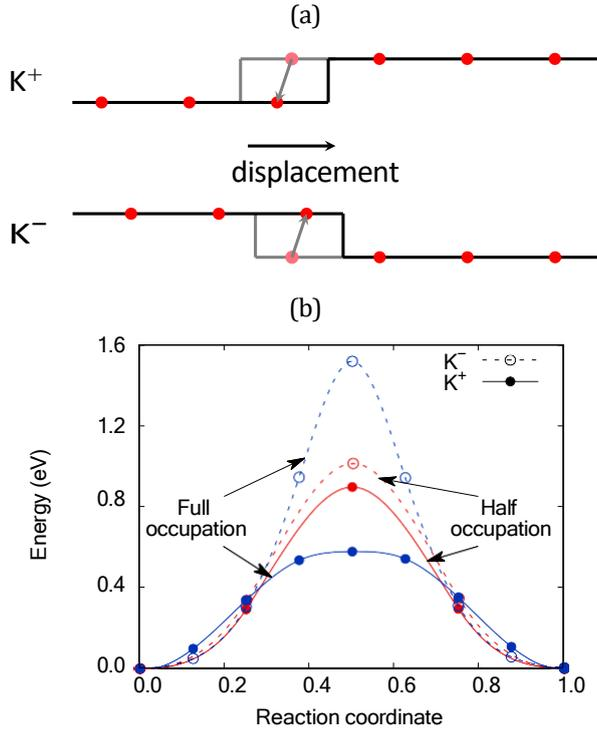 (a)
K⁺
displacement
K⁻
(b)
1.6
1.2
0.8
0.4
0.0
Energy (eV)
K⁻
K⁺
Full
occupation
Half
occupation
0.0 0.2 0.4 0.6 0.8 1.0
Reaction coordinate